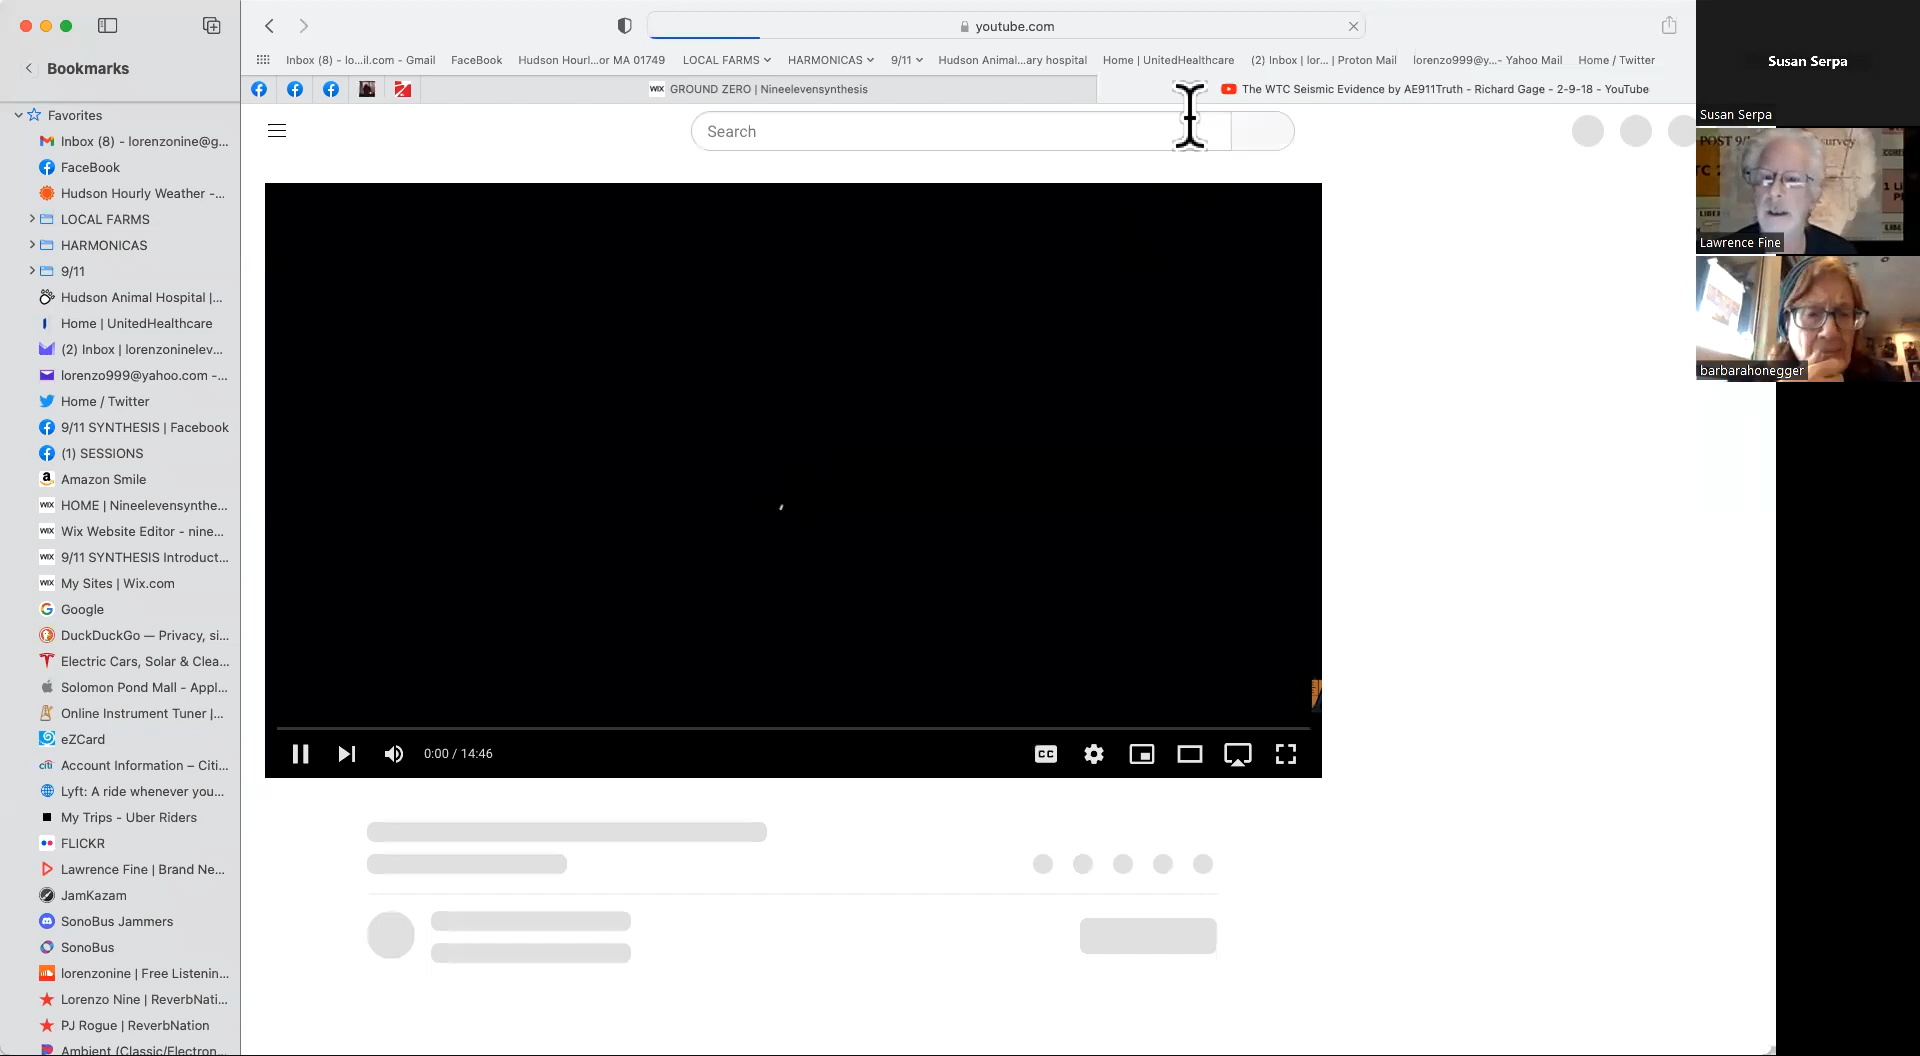 Bookmarks
Favorites
Inbox (8) - lorenzonine@g...
FaceBook
Hudson Hourly Weather -...
LOCAL FARMS
HARMONICAS
9/11
Hudson Animal Hospital |...
Home | UnitedHealthcare
(2) Inbox | lorenzoninelev...
lorenzo999@yahoo.com -...
Home / Twitter
9/11 SYNTHESIS | Facebook
(1) SESSIONS
Amazon Smile
HOME | Nineelevensynthe...
Wix Website Editor - nine...
9/11 SYNTHESIS Introduct...
My Sites | Wix.com
Google
DuckDuckGo — Privacy, si...
Electric Cars, Solar & Clea...
Solomon Pond Mall - Appl...
Online Instrument Tuner |...
eZCard
Account Information – Citi...
Lyft: A ride whenever you...
My Trips - Uber Riders
FLICKR
Lawrence Fine | Brand Ne...
JamKazam
SonoBus Jammers
SonoBus
lorenzonine | Free Listenin...
Lorenzo Nine | ReverbNati...
PJ Rogue | ReverbNation
Ambient (Classic/Electron...
youtube.com
Inbox (8) - lo...il.com - Gmail FaceBook Hudson Hourl...or MA 01749 LOCAL FARMS HARMONICAS 9/11 Hudson Animal...ary hospital Home | UnitedHealthcare (2) Inbox | lor... | Proton Mail lorenzo999@y...- Yahoo Mail Home / Twitter
WIX GROUND ZERO | Nineelevensynthesis The WTC Seismic Evidence by AE911Truth - Richard Gage - 2-9-18 - YouTube
Search
0:00 / 14:46
CC
Susan Serpa
Susan Serpa
POST 9/ survey
Lawrence Fine
barbarahonegger